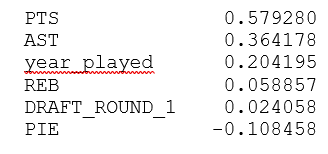 PTS 0.579280
AST 0.364178
year_played 0.204195
REB 0.058857
DRAFT_ROUND_1 0.024058
PIE -0.108458